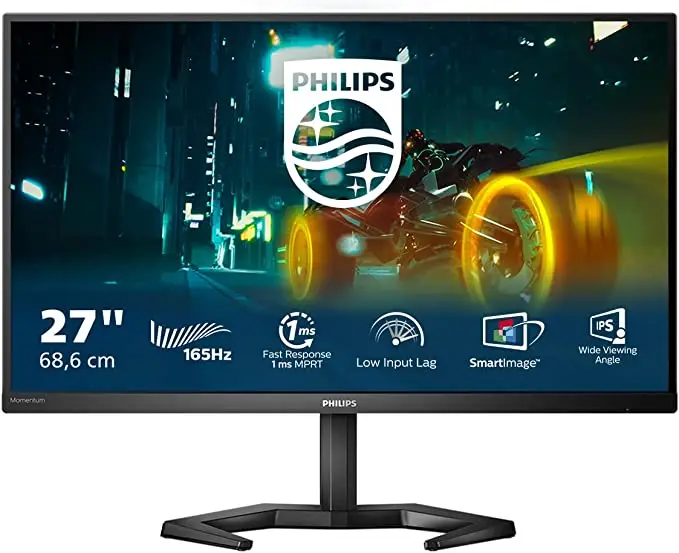 PHILIPS
27"
68,6 cm
165Hz
1ms
Fast Response
1 ms MPRT
Low Input Lag
SmartImage™
IPS
Wide Viewing
Angle
Momentum
PHILIPS